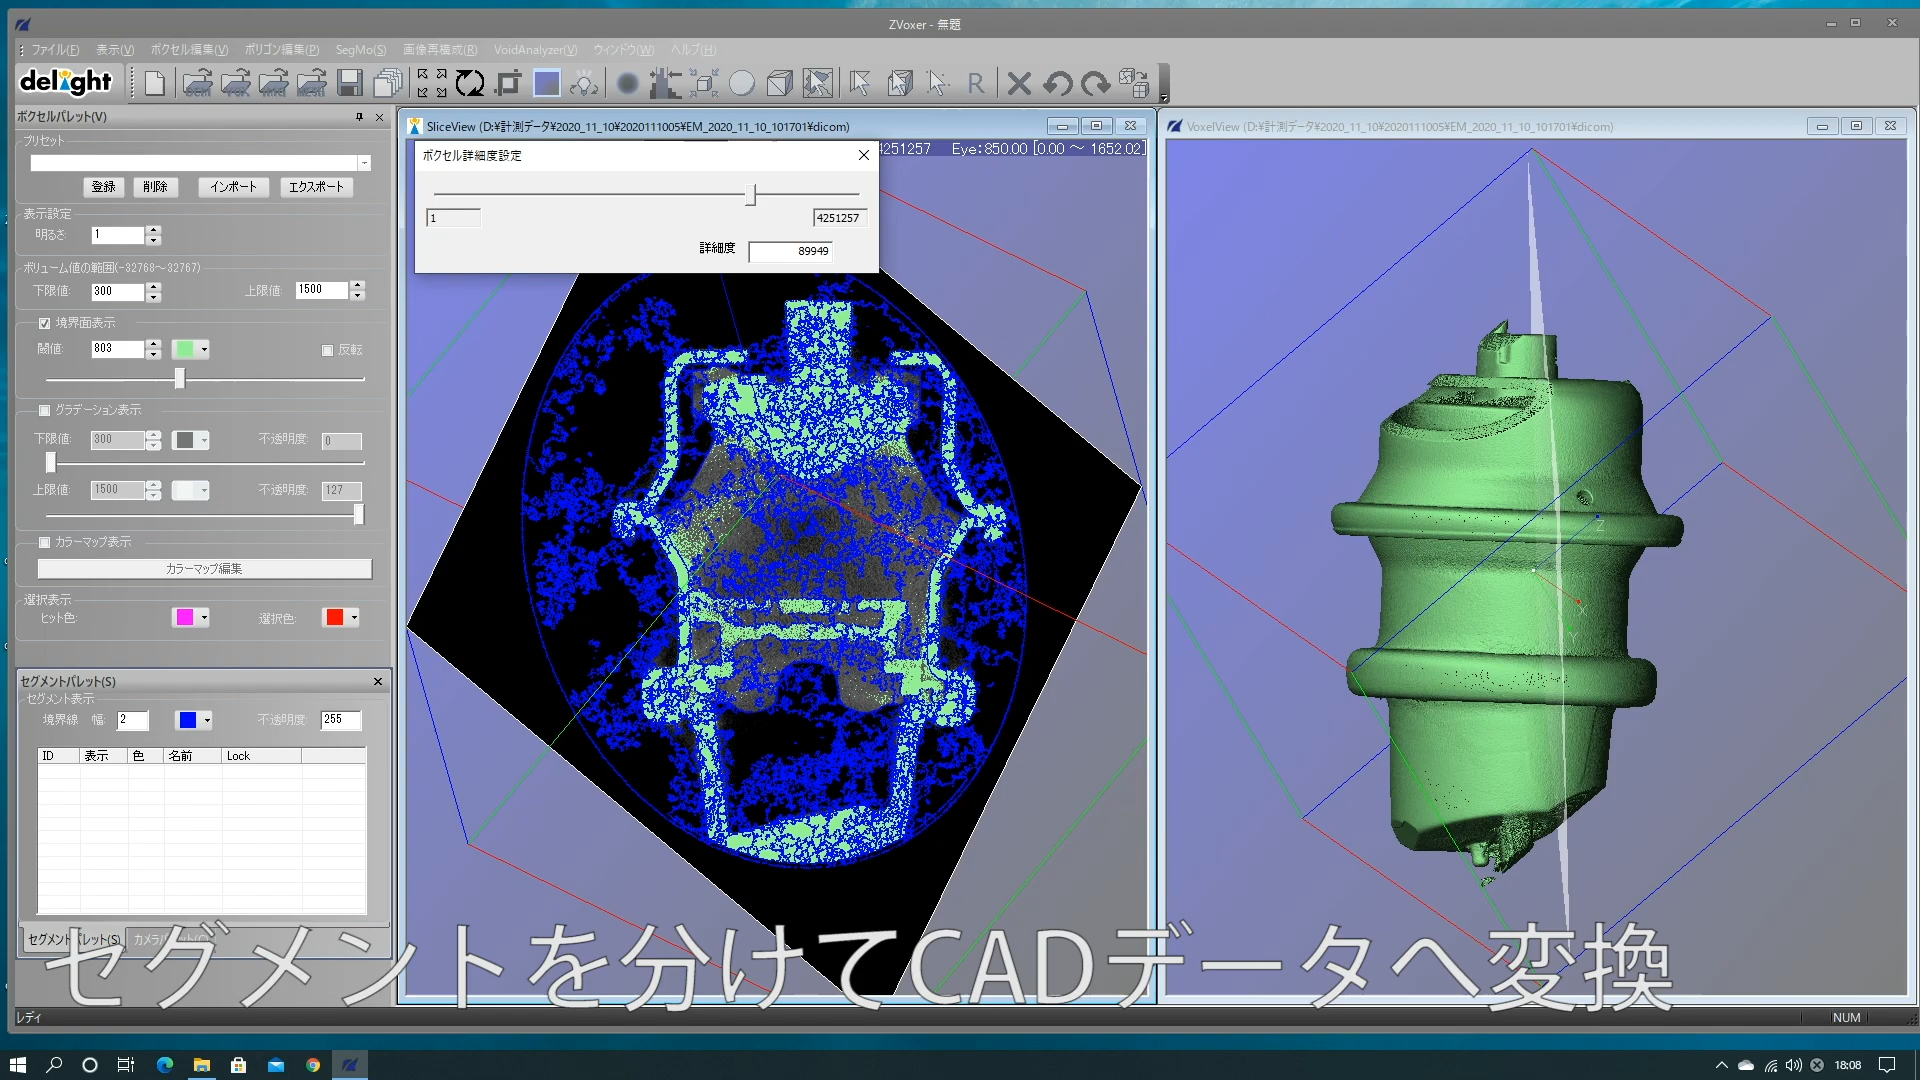 ZVoxer - 無題
ファイル(F) 表示(V) ボクセル編集(V) ポリゴン編集(P) SegMo(S) 画像再構成(R) VoidAnalyzer(V) ウィンドウ(W) ヘルプ(H)
delight
R
ボクセルパレット(V)
プリセット
登録 削除 インポート エクスポート
表示設定
明るさ: 1
ボリューム値の範囲(-32768～32767)
下限値: 300 上限値: 1500
境界面表示
閾値: 803 反転
グラデーション表示
下限値: 300 不透明度: 0
上限値: 1500 不透明度: 127
カラーマップ表示
カラーマップ編集
選択表示
ヒット色: 選択色:
セグメントパレット(S)
セグメント表示
境界線 幅: 2 不透明度: 255
ID 表示 色 名前 Lock
セグメントパレット(S)
SliceView (D:¥計測データ¥2020_11_10¥2020111005¥EM_2020_11_10_101701¥dicom)
4251257 Eye:850.00 [0.00 ～ 1652.02]
ボクセル詳細度設定
1 4251257
詳細度 89949
VoxelView (D:¥計測データ¥2020_11_10¥2020111005¥EM_2020_11_10_101701¥dicom)
Z
X
Y
セグメントを分けてCADデータへ変換
レディ NUM
18:08